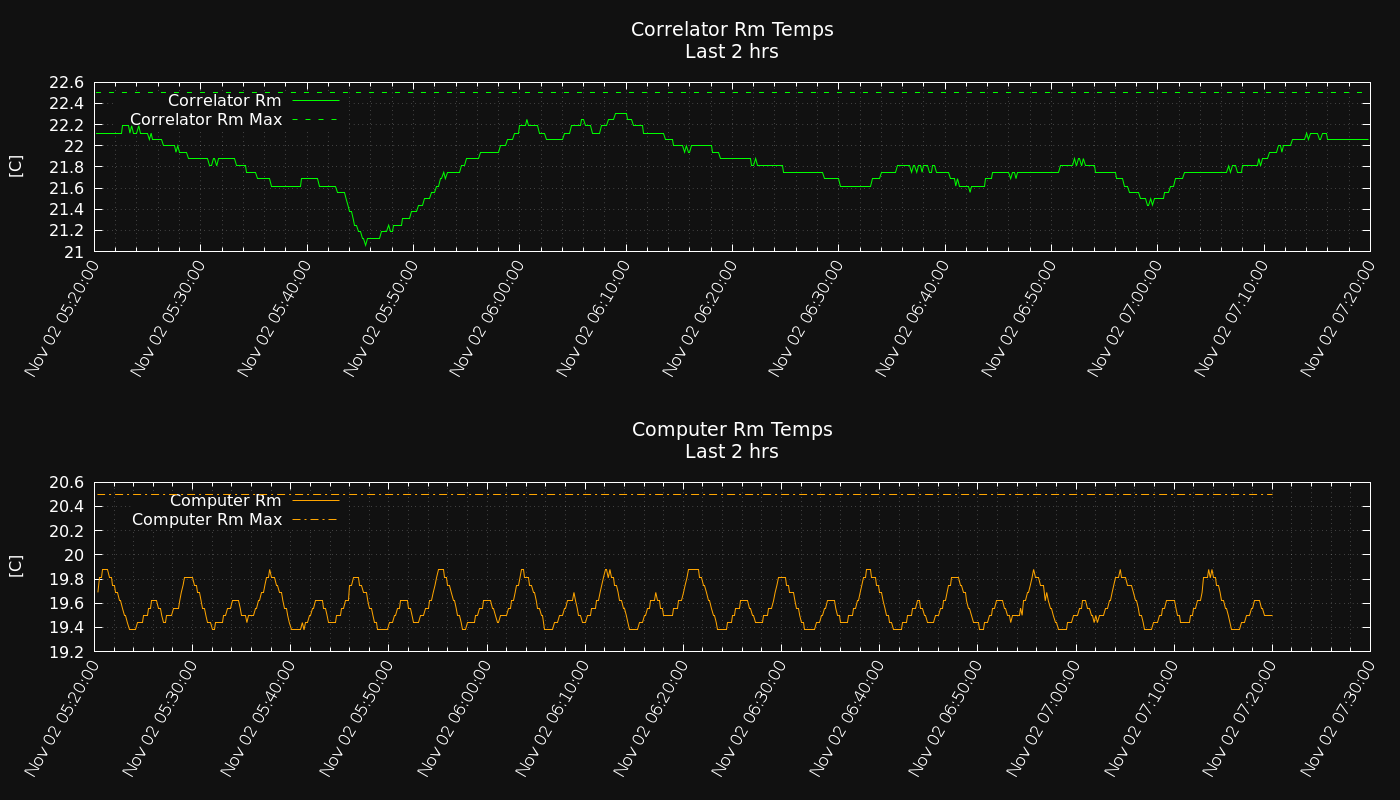 Correlator Rm Temps
Last 2 hrs
22.6
22.4
22.2
22
21.8
21.6
21.4
21.2
21
[C]
Correlator Rm
Correlator Rm Max
Nov 02 05:20:00
Nov 02 05:30:00
Nov 02 05:40:00
Nov 02 05:50:00
Nov 02 06:00:00
Nov 02 06:10:00
Nov 02 06:20:00
Nov 02 06:30:00
Nov 02 06:40:00
Nov 02 06:50:00
Nov 02 07:00:00
Nov 02 07:10:00
Nov 02 07:20:00
Computer Rm Temps
Last 2 hrs
20.6
20.4
20.2
20
19.8
19.6
19.4
19.2
[C]
Computer Rm
Computer Rm Max
Nov 02 05:20:00
Nov 02 05:30:00
Nov 02 05:40:00
Nov 02 05:50:00
Nov 02 06:00:00
Nov 02 06:10:00
Nov 02 06:20:00
Nov 02 06:30:00
Nov 02 06:40:00
Nov 02 06:50:00
Nov 02 07:00:00
Nov 02 07:10:00
Nov 02 07:20:00
Nov 02 07:30:00